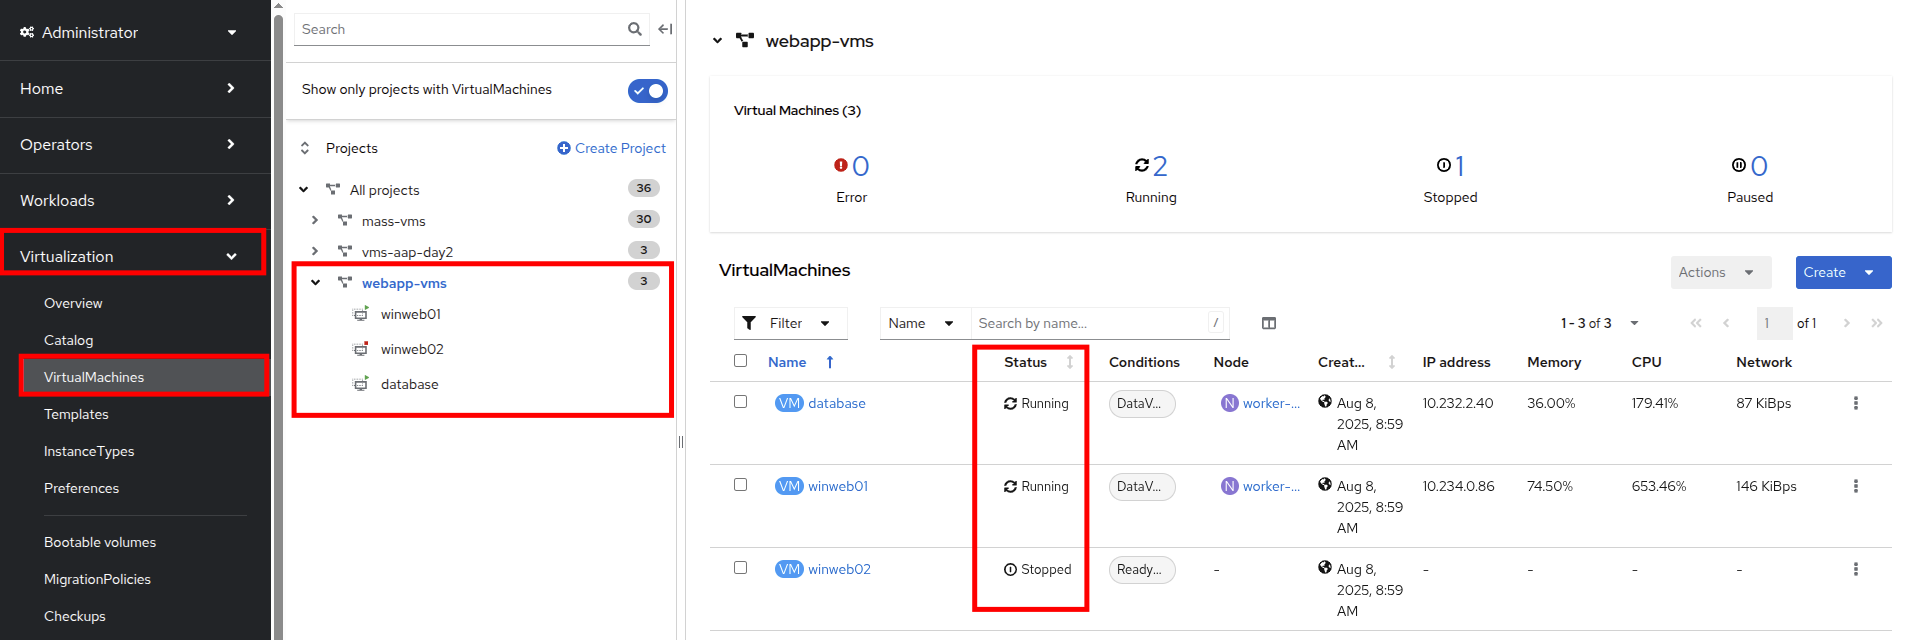 Administrator
Home
Operators
Workloads
Virtualization
Overview
Catalog
VirtualMachines
Templates
InstanceTypes
Preferences
Bootable volumes
MigrationPolicies
Checkups
Search
Show only projects with VirtualMachines
Projects
Create Project
All projects 36
mass-vms 30
vms-aap-day2 3
webapp-vms 3
winweb01
winweb02
database
webapp-vms
Virtual Machines (3)
0 2 1 0
Error Running Stopped Paused
VirtualMachines
Actions Create
Filter Name Search by name... / 1 - 3 of 3 1 of 1
Name Status Conditions Node Creat... IP address Memory CPU Network
VM database Running DataV... N worker-... Aug 8, 10.232.2.40 36.00% 179.41% 87 KiBps
2025, 8:59
AM
VM winweb01 Running DataV... N worker-... Aug 8, 10.234.0.86 74.50% 653.46% 146 KiBps
2025, 8:59
AM
VM winweb02 Stopped Ready... - Aug 8, - - - -
2025, 8:59
AM